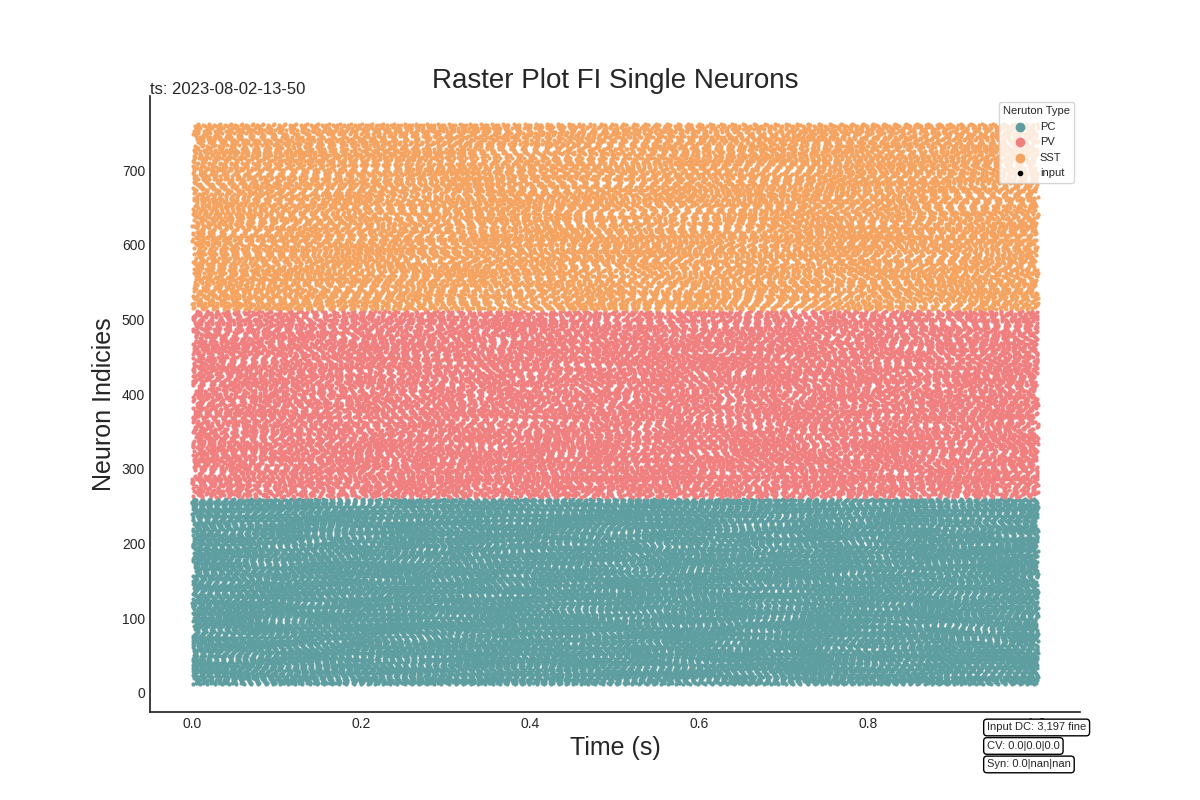 Raster Plot FI Single Neurons
ts: 2023-08-02-13-50
Neruton Type
PC
PV
SST
input
Neuron Indicies
700
600
500
400
300
200
100
0
0.0
0.2
0.4
0.6
0.8
Time (s)
Input DC: 3,197 fine
CV: 0.0|0.0|0.0
Syn: 0.0|nan|nan